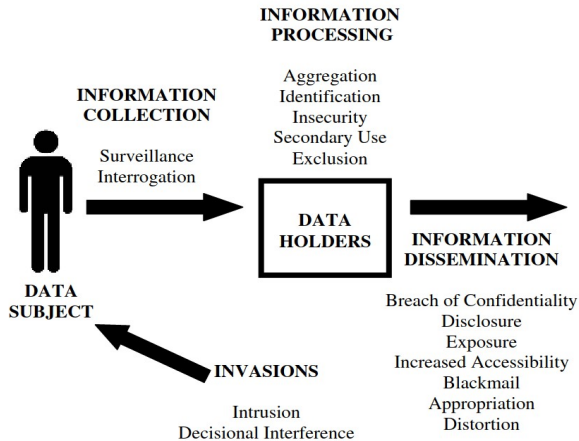 INFORMATION
PROCESSING
Aggregation
Identification
Insecurity
Secondary Use
Exclusion
INFORMATION
COLLECTION
Surveillance
Interrogation
DATA
HOLDERS
INFORMATION
DISSEMINATION
Breach of Confidentiality
Disclosure
Exposure
Increased Accessibility
Blackmail
Appropriation
Distortion
DATA
SUBJECT
INVASIONS
Intrusion
Decisional Interference